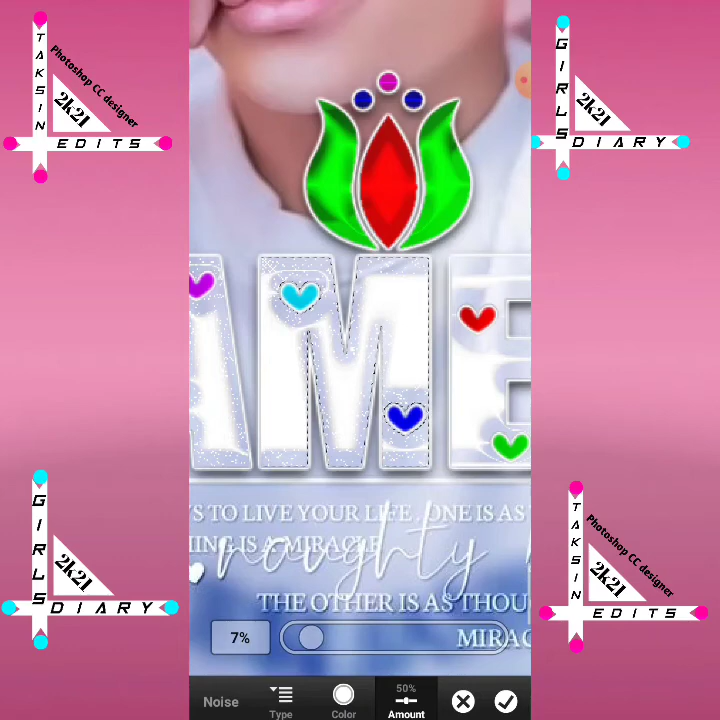 TAKSIN
EDITS
Photoshop CC designer
2k21
GIRLS
DIARY
2k21
AME
S TO LIVE YOUR LIFE . ONE IS AS
HING IS A MIRACLE
noughty
THE OTHER IS AS THOU
MIRAC
7%
50%
Noise
Type
Color
Amount
GIRLS
DIARY
2k21
TAKSIN
EDITS
Photoshop CC designer
2k21